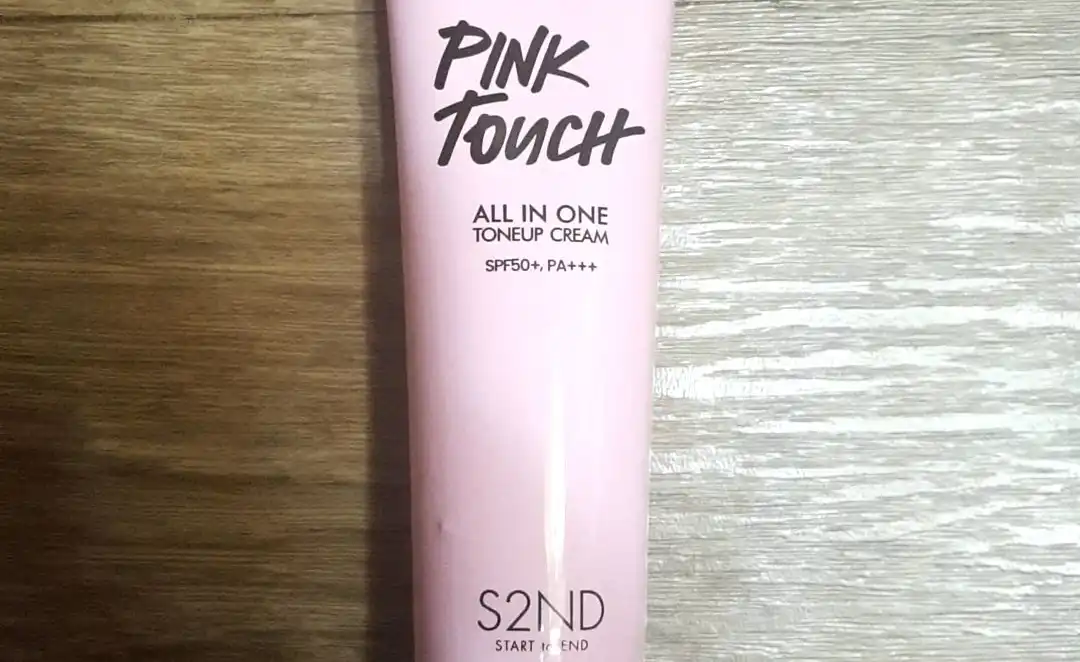 PINK
TOUCH
ALL IN ONE
TONEUP CREAM
SPF50+, PA+++
S2ND
START to END